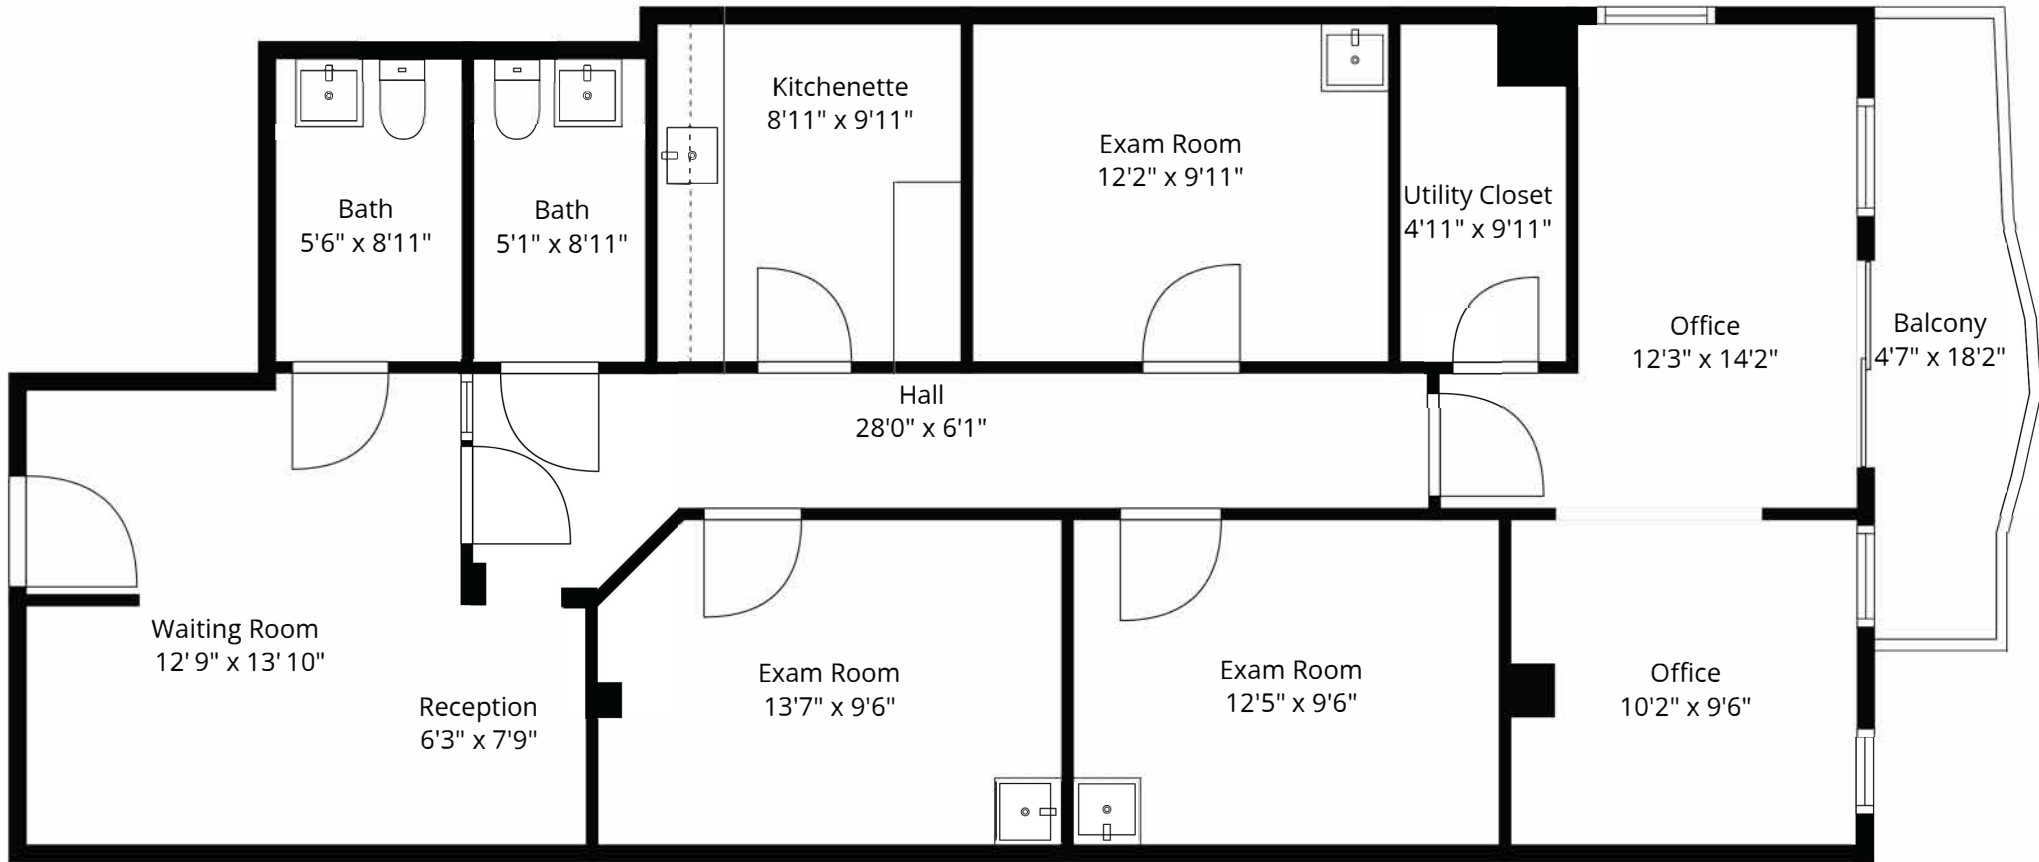 Kitchenette
8'11" x 9'11"
Exam Room
12'2" x 9'11"
Utility Closet
4'11" x 9'11"
Bath
5'6" x 8'11"
Bath
5'1" x 8'11"
Office
12'3" x 14'2"
Balcony
4'7" x 18'2"
Hall
28'0" x 6'1"
Waiting Room
12' 9" x 13' 10"
Reception
6'3" x 7'9"
Exam Room
13'7" x 9'6"
Exam Room
12'5" x 9'6"
Office
10'2" x 9'6"